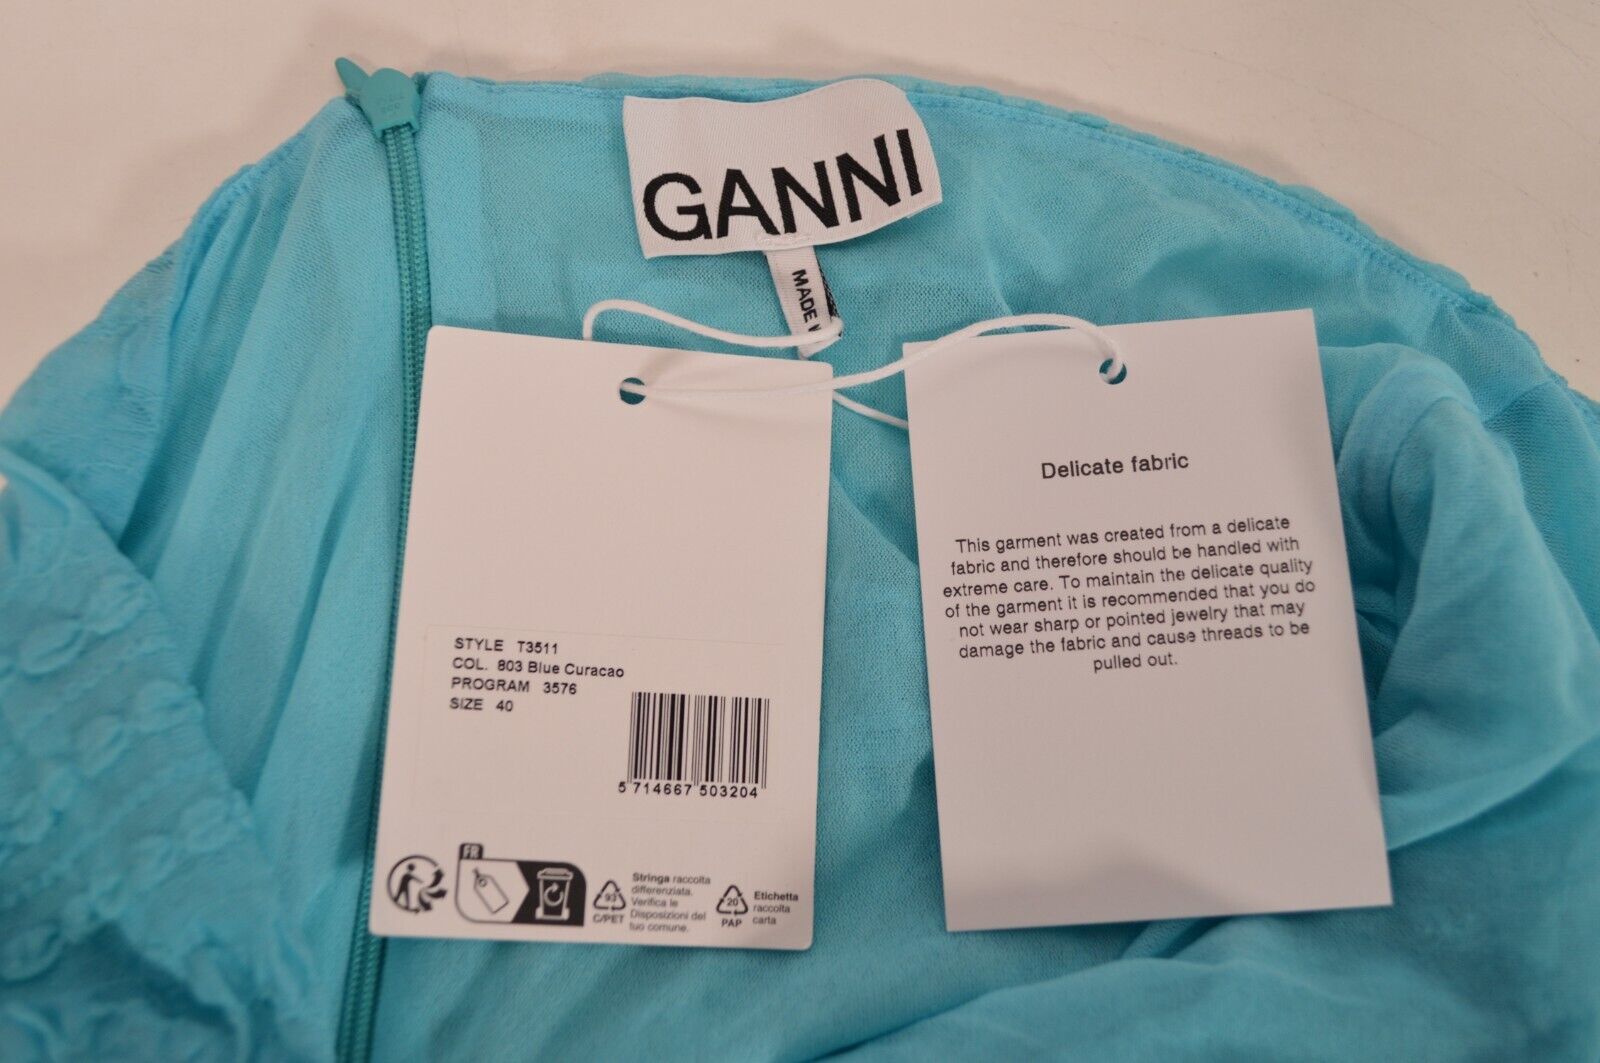 GANNI
MADE
STYLE T3511
COL. 803 Blue Curacao
PROGRAM 3576
SIZE 40
5 714667 503204
FR
93
C/PET
Stringa raccolta
differenziata.
Verifica le
Disposizioni del
tuo comune.
20
PAP
Etichetta
raccolta
carta
Delicate fabric
This garment was created from a delicate
fabric and therefore should be handled with
extreme care. To maintain the delicate quality
of the garment it is recommended that you do
not wear sharp or pointed jewelry that may
damage the fabric and cause threads to be
pulled out.